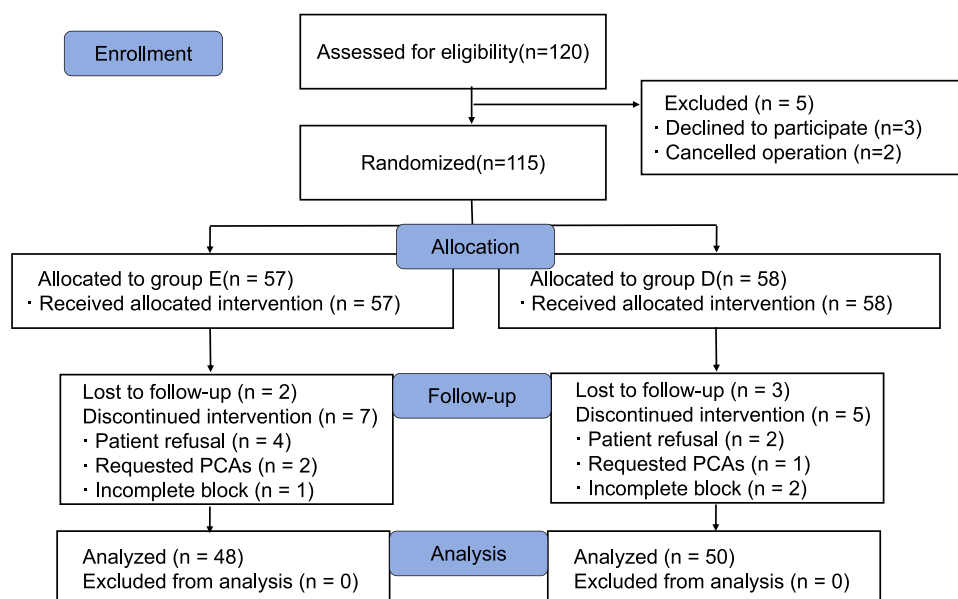 Enrollment
Assessed for eligibility(n=120)
Excluded (n = 5)
· Declined to participate (n=3)
· Cancelled operation (n=2)
Randomized(n=115)
Allocation
Allocated to group E(n = 57)
· Received allocated intervention (n = 57)
Allocated to group D(n = 58)
· Received allocated intervention (n = 58)
Follow-up
Lost to follow-up (n = 2)
Discontinued intervention (n = 7)
· Patient refusal (n = 4)
· Requested PCAs (n = 2)
· Incomplete block (n = 1)
Lost to follow-up (n = 3)
Discontinued intervention (n = 5)
· Patient refusal (n = 2)
· Requested PCAs (n = 1)
· Incomplete block (n = 2)
Analysis
Analyzed (n = 48)
Excluded from analysis (n = 0)
Analyzed (n = 50)
Excluded from analysis (n = 0)